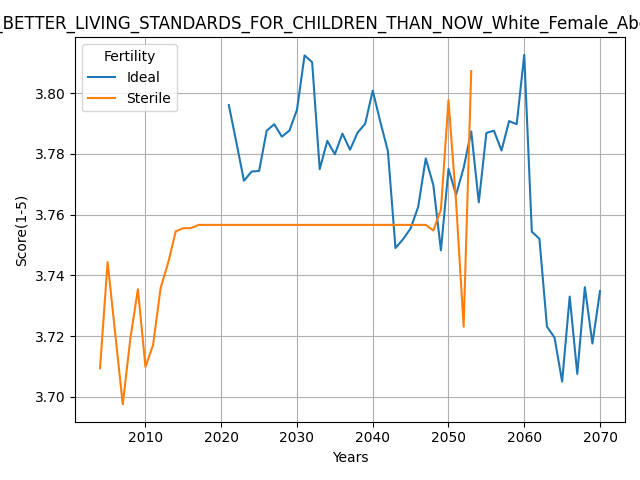 _BETTER_LIVING_STANDARDS_FOR_CHILDREN_THAN_NOW_White_Female_Ab
Fertility
Ideal
Sterile
Score(1-5)
3.80
3.78
3.76
3.74
3.72
3.70
2010 2020 2030 2040 2050 2060 2070
Years